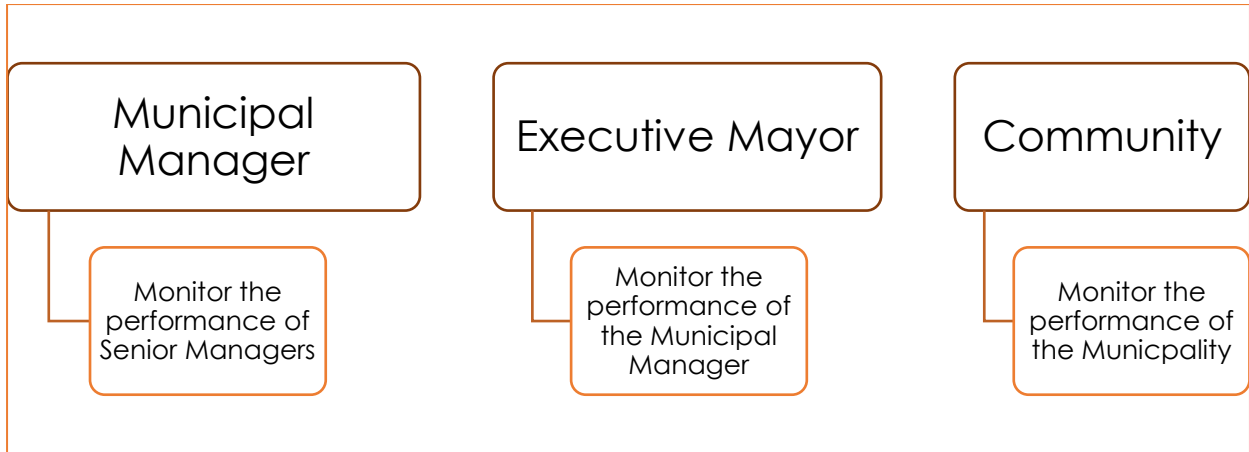 Municipal
Manager
Monitor the
performance of
Senior Managers
Executive Mayor
Monitor the
performance of
the Municipal
Manager
Community
Monitor the
performance of
the Municpality